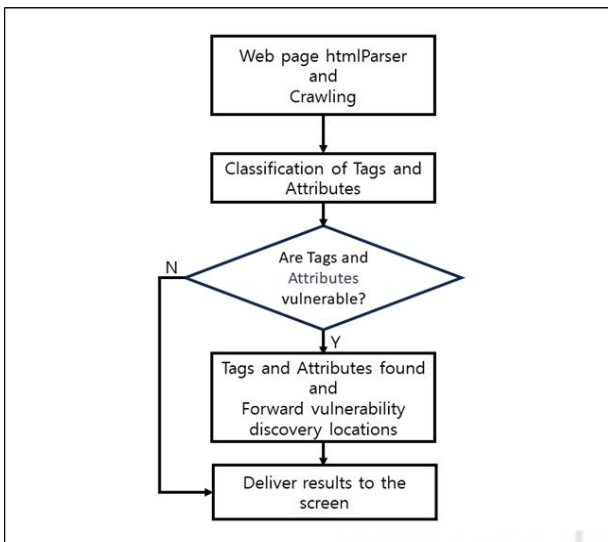 Web page htmlParser
and
Crawling
Classification of Tags and
Attributes
Are Tags and
Attributes
vulnerable?
N
Y
Tags and Attributes found
and
Forward vulnerability
discovery locations
Deliver results to the
screen